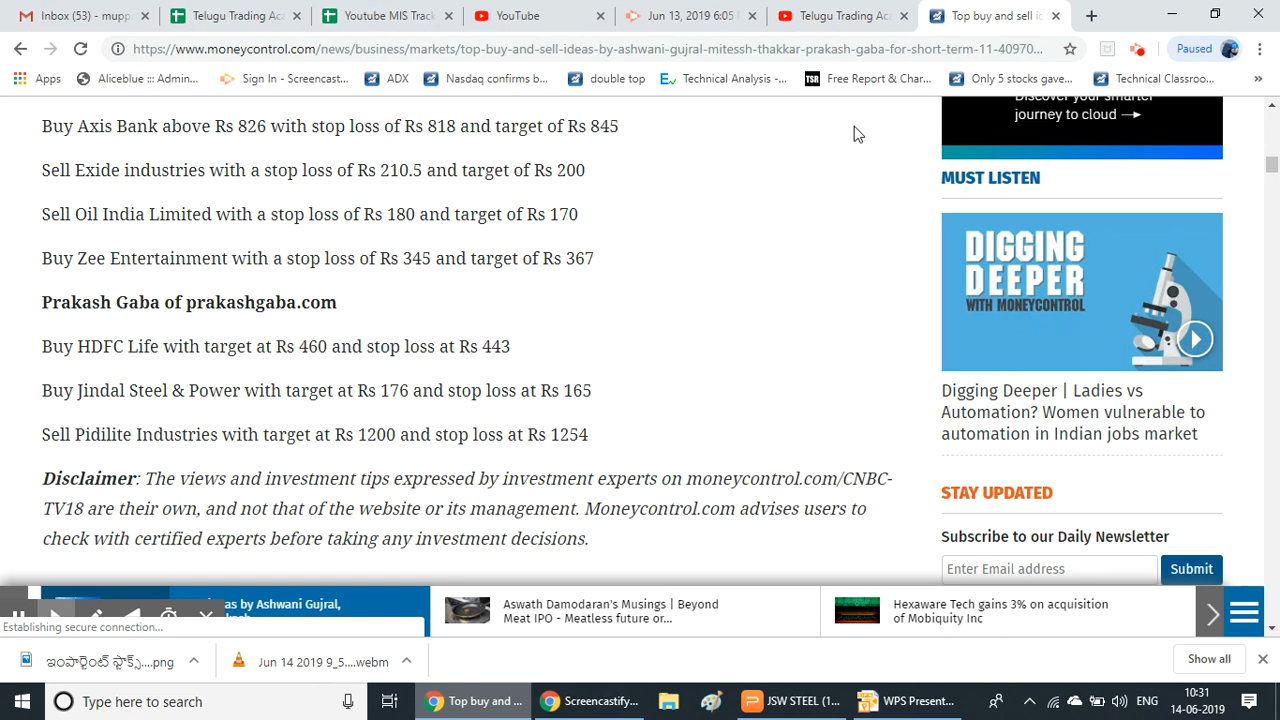 Inbox (53) - mupp
Telugu Trading Ac
Youtube MIS Track
YouTube
Jun 13, 2019 6:05
Telugu Trading Ac
Top buy and sell i
https://www.moneycontrol.com/news/business/markets/top-buy-and-sell-ideas-by-ashwani-gujral-mitessh-thakkar-prakash-gaba-for-short-term-11-40970...
Paused
Apps
Aliceblue ::: Admin...
Sign In - Screencast...
ADX
Nasdaq confirms b...
double top
Technical Analysis -...
TSR
Free Report & Char...
Only 5 stocks gave...
Technical Classroo...
»
Buy Axis Bank above Rs 826 with stop loss of Rs 818 and target of Rs 845
Sell Exide industries with a stop loss of Rs 210.5 and target of Rs 200
Sell Oil India Limited with a stop loss of Rs 180 and target of Rs 170
Buy Zee Entertainment with a stop loss of Rs 345 and target of Rs 367
Prakash Gaba of prakashgaba.com
Buy HDFC Life with target at Rs 460 and stop loss at Rs 443
Buy Jindal Steel & Power with target at Rs 176 and stop loss at Rs 165
Sell Pidilite Industries with target at Rs 1200 and stop loss at Rs 1254
Disclaimer: The views and investment tips expressed by investment experts on moneycontrol.com/CNBC-
TV18 are their own, and not that of the website or its management. Moneycontrol.com advises users to
check with certified experts before taking any investment decisions.
Discover your smarter
journey to cloud →
MUST LISTEN
DIGGING
DEEPER
WITH MONEYCONTROL
Digging Deeper | Ladies vs
Automation? Women vulnerable to
automation in Indian jobs market
STAY UPDATED
Subscribe to our Daily Newsletter
Enter Email address
Submit
as by Ashwani Gujral,
Aswath Damodaran's Musings | Beyond
Meat IPO - Meatless future or...
Hexaware Tech gains 3% on acquisition
of Mobiquity Inc
Establishing secure connection...
ఇంపార్టెంట్ స్టాక్స్....png
Jun 14 2019 9_5....webm
Show all
Type here to search
Top buy and ...
Screencastify...
JSW STEEL (1...
WPS Present...
ENG
10:31
14-06-2019